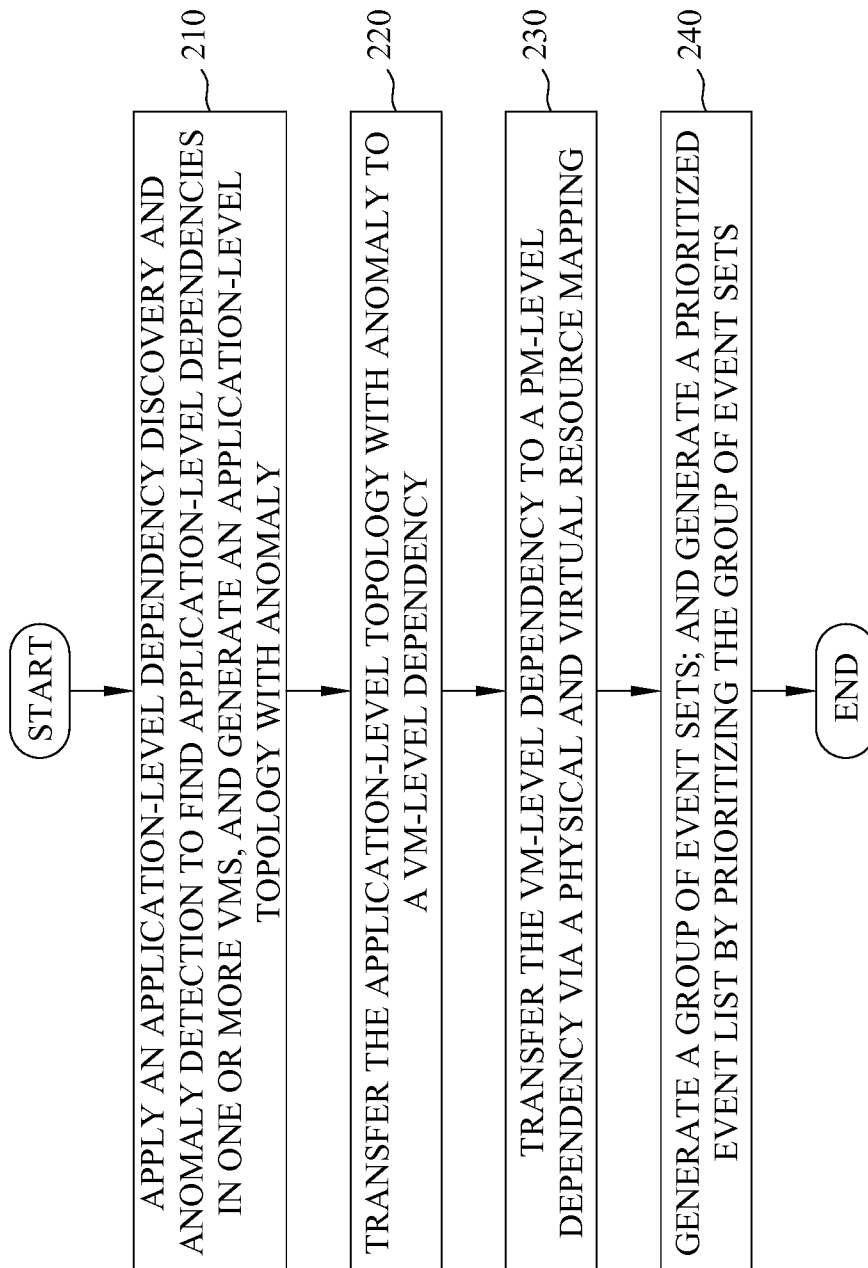 START
APPLY AN APPLICATION-LEVEL DEPENDENCY DISCOVERY AND
ANOMALY DETECTION TO FIND APPLICATION-LEVEL DEPENDENCIES
IN ONE OR MORE VMS, AND GENERATE AN APPLICATION-LEVEL
TOPOLOGY WITH ANOMALY
210
TRANSFER THE APPLICATION-LEVEL TOPOLOGY WITH ANOMALY TO
A VM-LEVEL DEPENDENCY
220
TRANSFER THE VM-LEVEL DEPENDENCY TO A PM-LEVEL
DEPENDENCY VIA A PHYSICAL AND VIRTUAL RESOURCE MAPPING
230
GENERATE A GROUP OF EVENT SETS; AND GENERATE A PRIORITIZED
EVENT LIST BY PRIORITIZING THE GROUP OF EVENT SETS
240
END